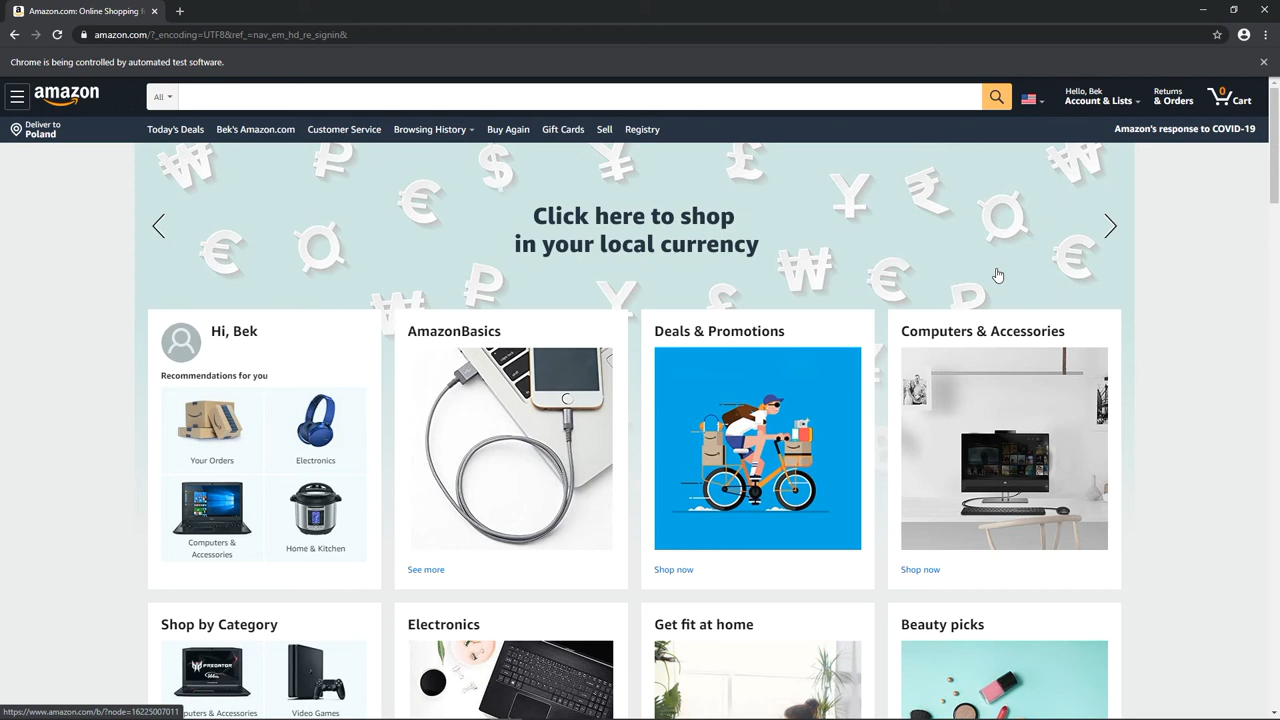 Amazon.com: Online Shopping f
amazon.com/?_encoding=UTF8&ref_=nav_em_hd_re_signin&
Chrome is being controlled by automated test software.
amazon
All
Hello, Bek
Account & Lists
Returns
& Orders
0
Cart
Deliver to
Poland
Today's Deals Bek's Amazon.com Customer Service Browsing History Buy Again Gift Cards Sell Registry
Amazon's response to COVID-19
Click here to shop
in your local currency
Hi, Bek
Recommendations for you
Your Orders
Electronics
Computers &
Accessories
Home & Kitchen
AmazonBasics
See more
Deals & Promotions
Shop now
Computers & Accessories
Shop now
Shop by Category
PREDATOR
Computers & Accessories
Video Games
Electronics
Get fit at home
Beauty picks
https://www.amazon.com/b/?node=16225007011